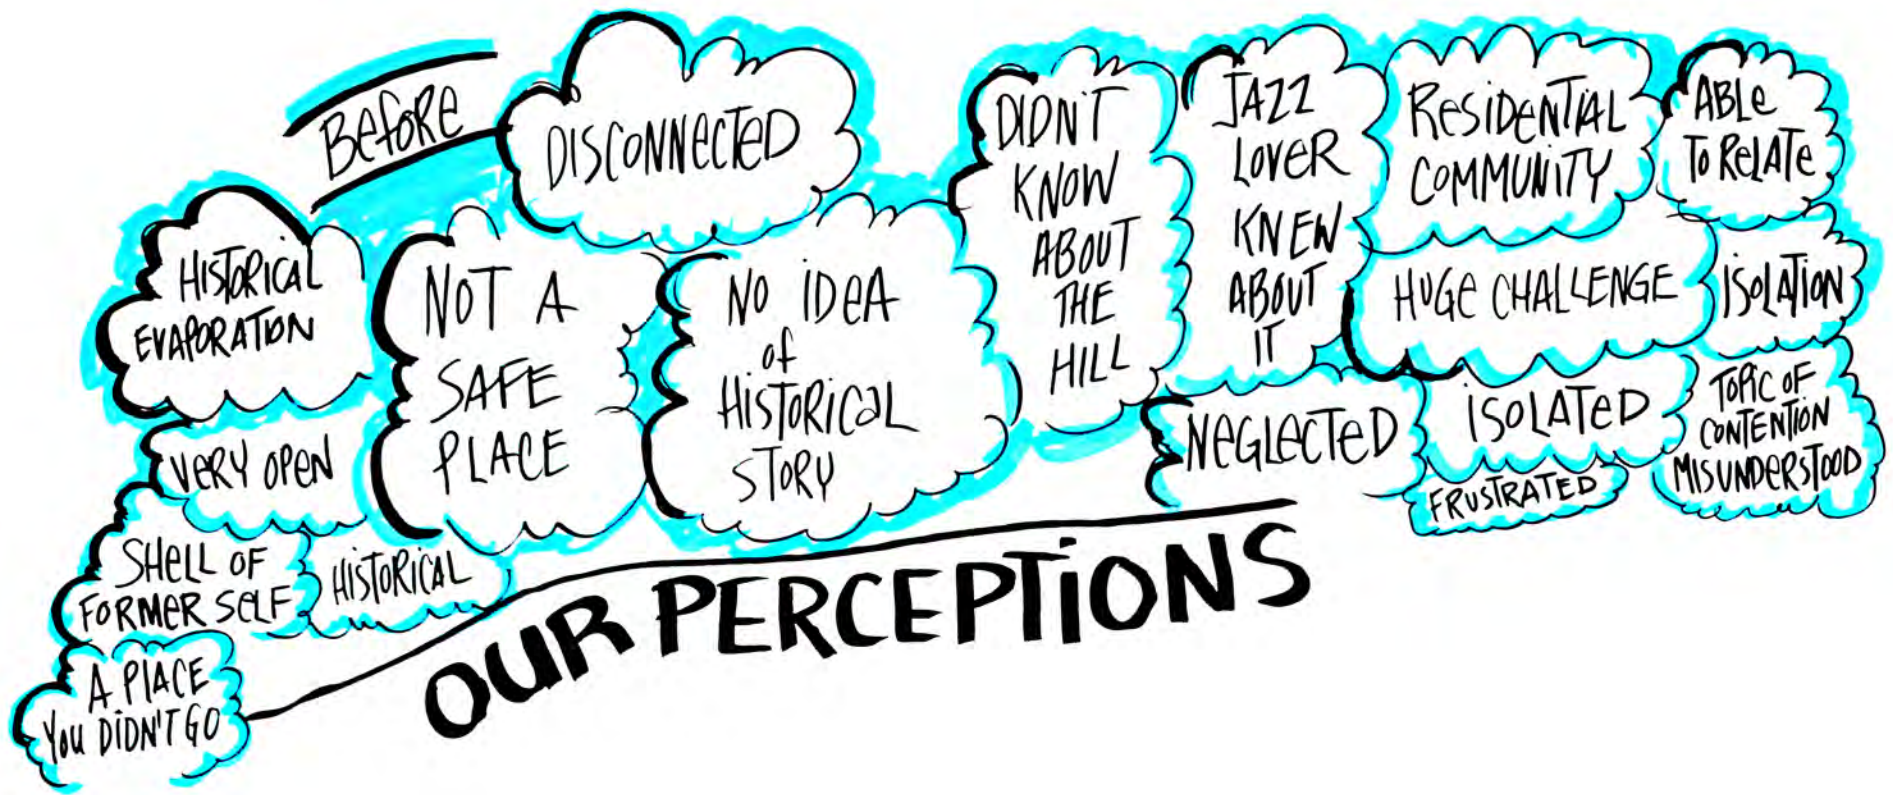 BEFORE
DISCONNECTED
HISTORICAL
EVAPORATION
NOT A
SAFE
PLACE
NO IDEA
of
HISTORICAL
STORY
DIDN'T
KNOW
ABOUT
THE
HILL
JAZZ
LOVER
KNEW
ABOUT
IT
RESIDENTIAL
COMMUNITY
ABLE
TO RELATE
HUGE CHALLENGE
ISOLATION
VERY OPEN
NEGLECTED
ISOLATED
TOPIC OF
CONTENTION
MISUNDERSTOOD
FRUSTRATED
SHELL OF
FORMER SELF
HISTORICAL
A PLACE
YOU DIDN'T GO
OUR PERCEPTIONS